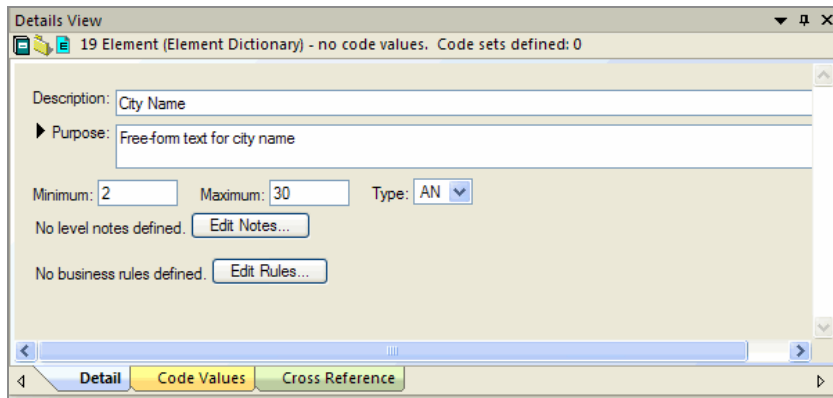 Details View
19 Element (Element Dictionary) - no code values. Code sets defined: 0
Description: City Name
Purpose: Free-form text for city name
Minimum: 2 Maximum: 30 Type: AN
No level notes defined. Edit Notes...
No business rules defined. Edit Rules...
Detail Code Values Cross Reference